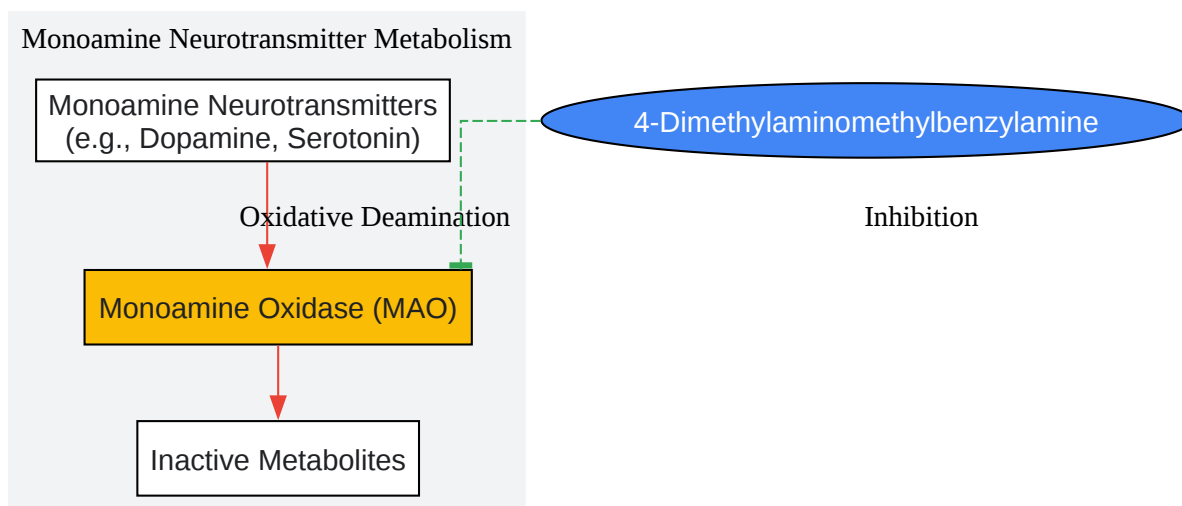 Monoamine Neurotransmitter Metabolism
Monoamine Neurotransmitters
(e.g., Dopamine, Serotonin)
4-Dimethylaminomethylbenzylamine
Oxidative Deamination
Inhibition
Monoamine Oxidase (MAO)
Inactive Metabolites